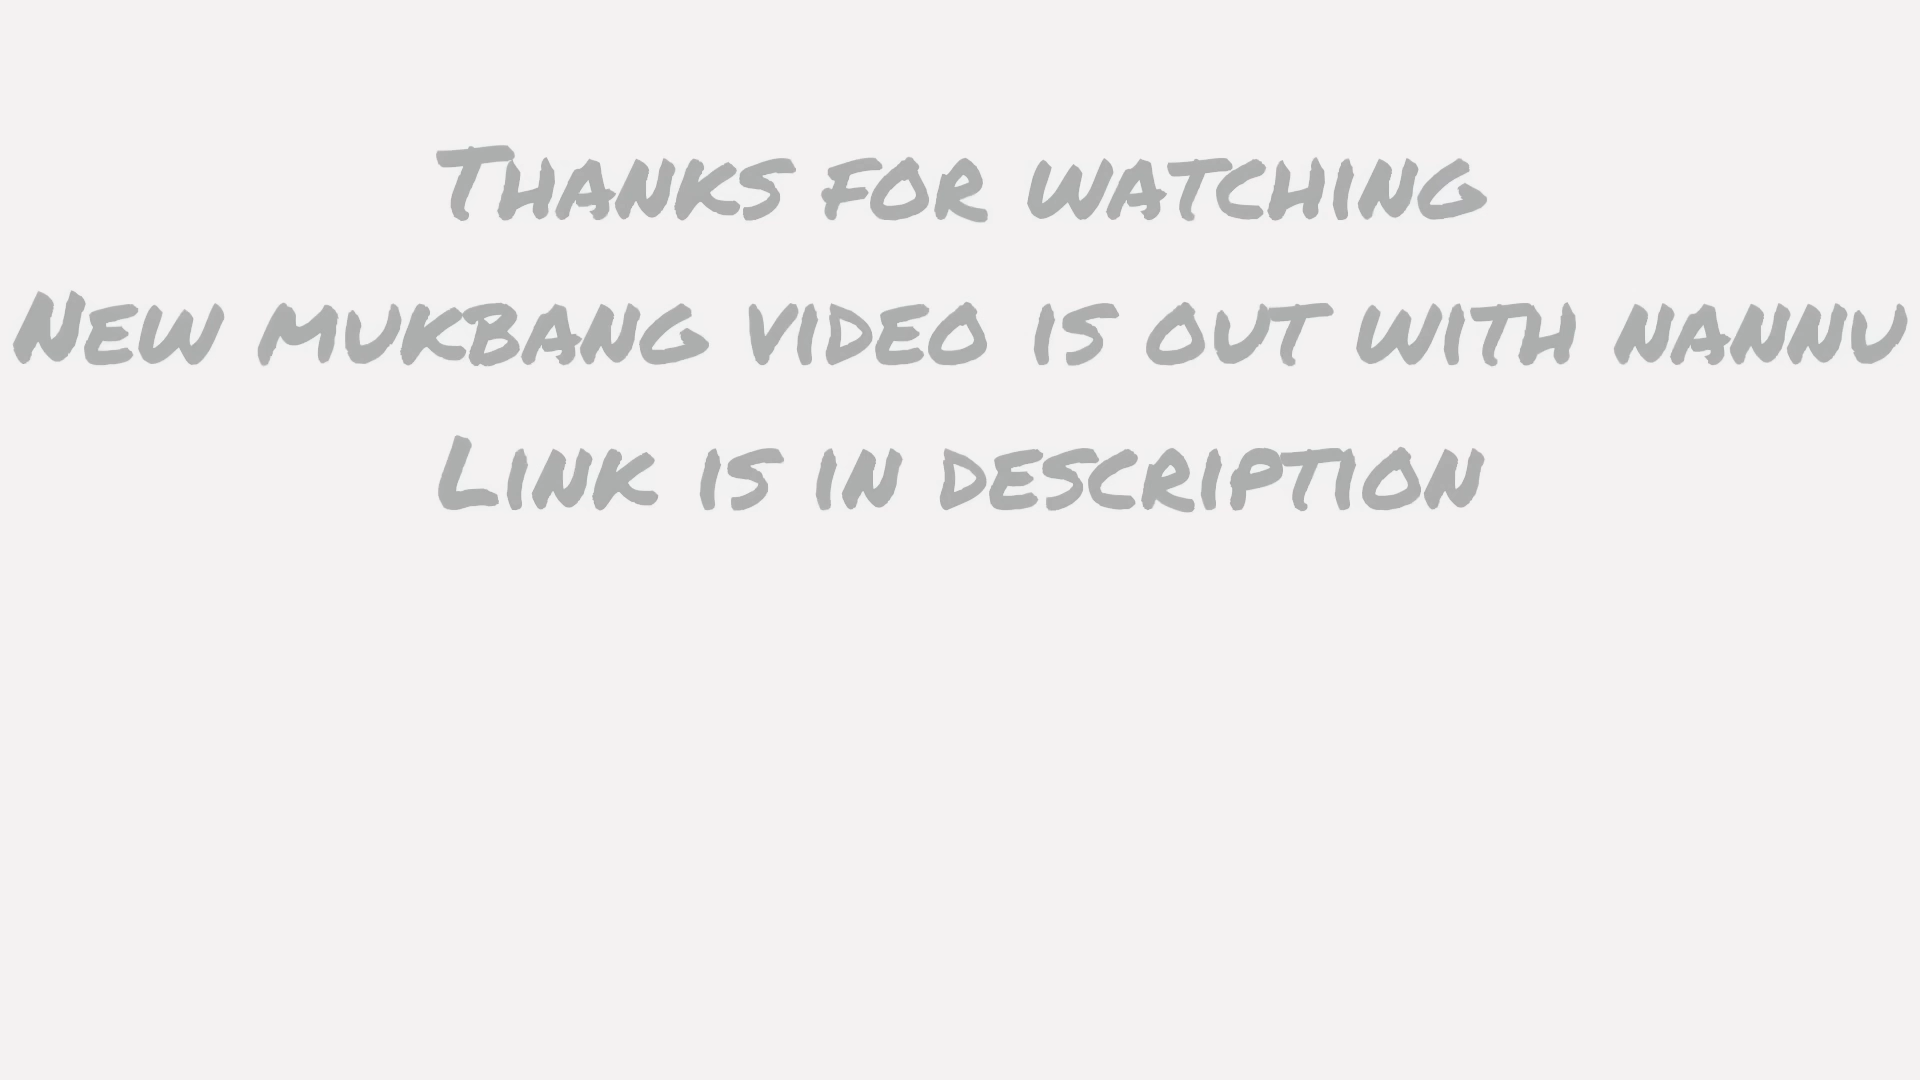 Thanks for watching
New mukbang video is out with nannu
Link is in description